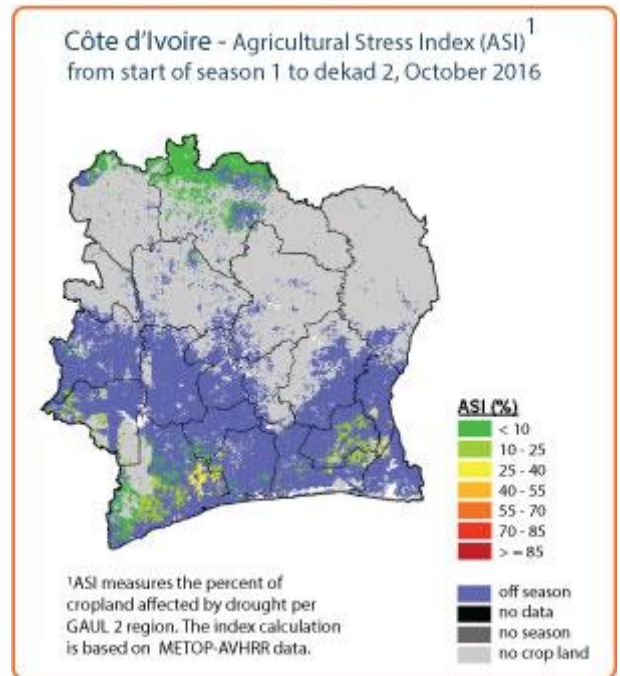 Côte d'Ivoire - Agricultural Stress Index (ASI)1
from start of season 1 to dekad 2, October 2016
ASI (%)
< 10
10 - 25
25 - 40
40 - 55
55 - 70
70 - 85
> = 85
off season
no data
no season
no crop land
1ASI measures the percent of
cropland affected by drought per
GAUL 2 region. The index calculation
is based on METOP-AVHRR data.